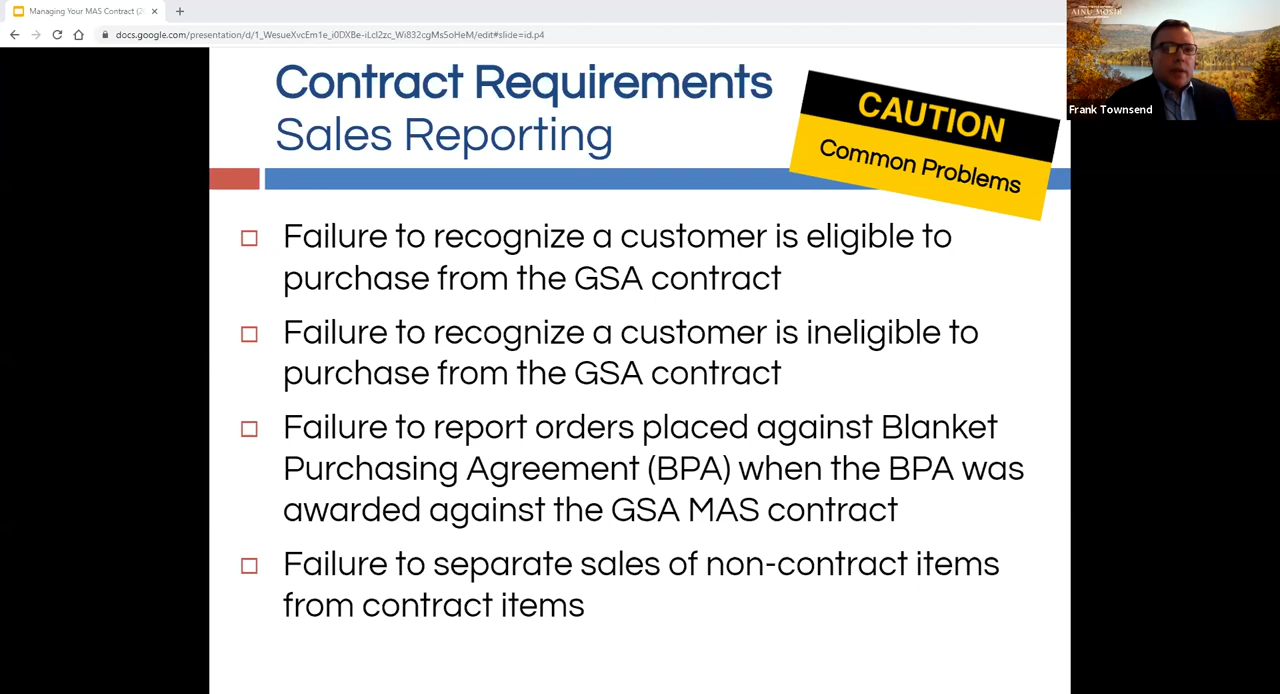 Managing Your MAS Contract (2
docs.google.com/presentation/d/1_WesueXvcEm1e_i0DXBe-iLcl2zc_Wi832cgMs5oHeM/edit#slide=id.p4
AINU MOSIR
Frank Townsend
Contract Requirements
Sales Reporting
CAUTION
Common Problems
Failure to recognize a customer is eligible to
purchase from the GSA contract
Failure to recognize a customer is ineligible to
purchase from the GSA contract
Failure to report orders placed against Blanket
Purchasing Agreement (BPA) when the BPA was
awarded against the GSA MAS contract
Failure to separate sales of non-contract items
from contract items